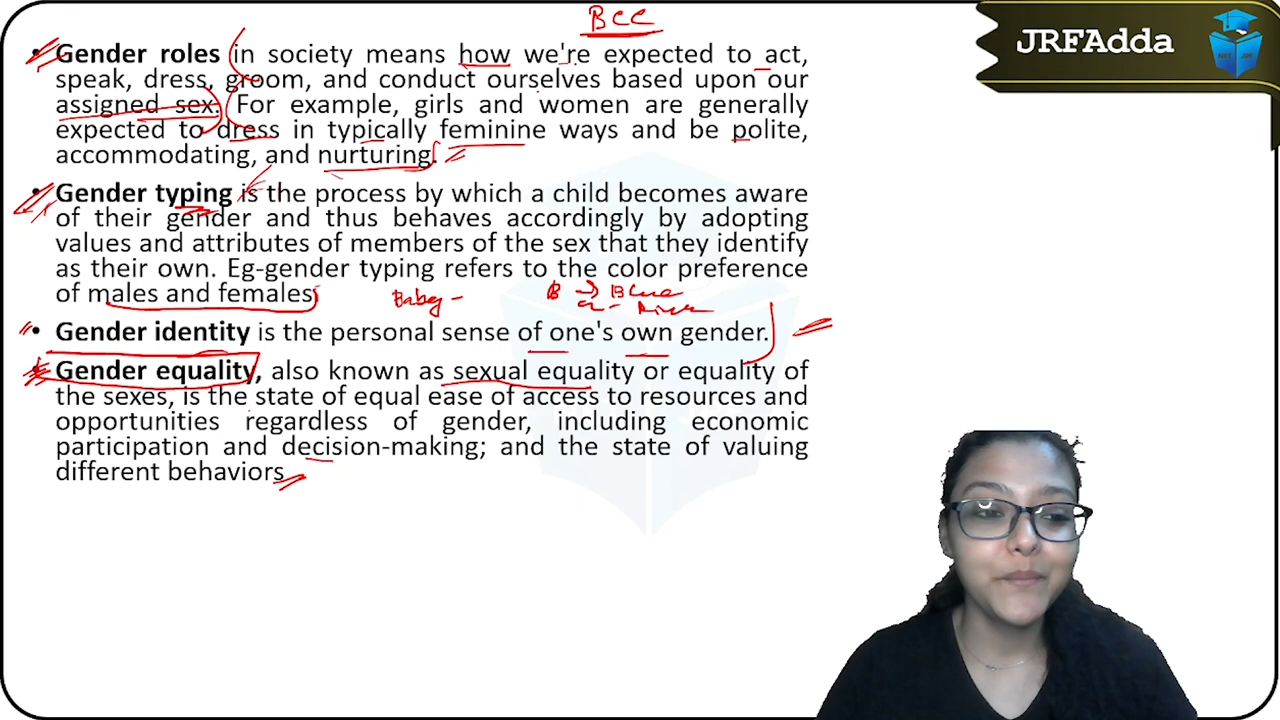 BCC
JRFAdda
• Gender roles in society means how we're expected to act,
speak, dress, groom, and conduct ourselves based upon our
assigned sex. For example, girls and women are generally
expected to dress in typically feminine ways and be polite,
accommodating, and nurturing.
• Gender typing is the process by which a child becomes aware
of their gender and thus behaves accordingly by adopting
values and attributes of members of the sex that they identify
as their own. Eg-gender typing refers to the color preference
of males and females
Baby - B → Blue
• Gender identity is the personal sense of one's own gender.
• Gender equality, also known as sexual equality or equality of
the sexes, is the state of equal ease of access to resources and
opportunities regardless of gender, including economic
participation and decision-making; and the state of valuing
different behaviors